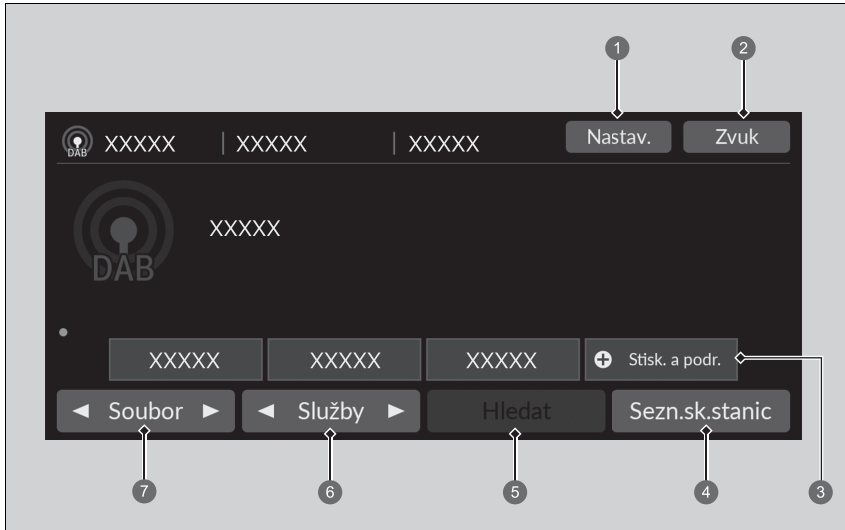 1 2
DAB XXXXX | XXXXX | XXXXX Nastav. Zvuk
DAB XXXXX
XXXXX XXXXX XXXXX Stisk. a podr. 3
◄ Soubor ► ◄ Služby ► Hledat Sezn.sk.stanic
7 6 5 4